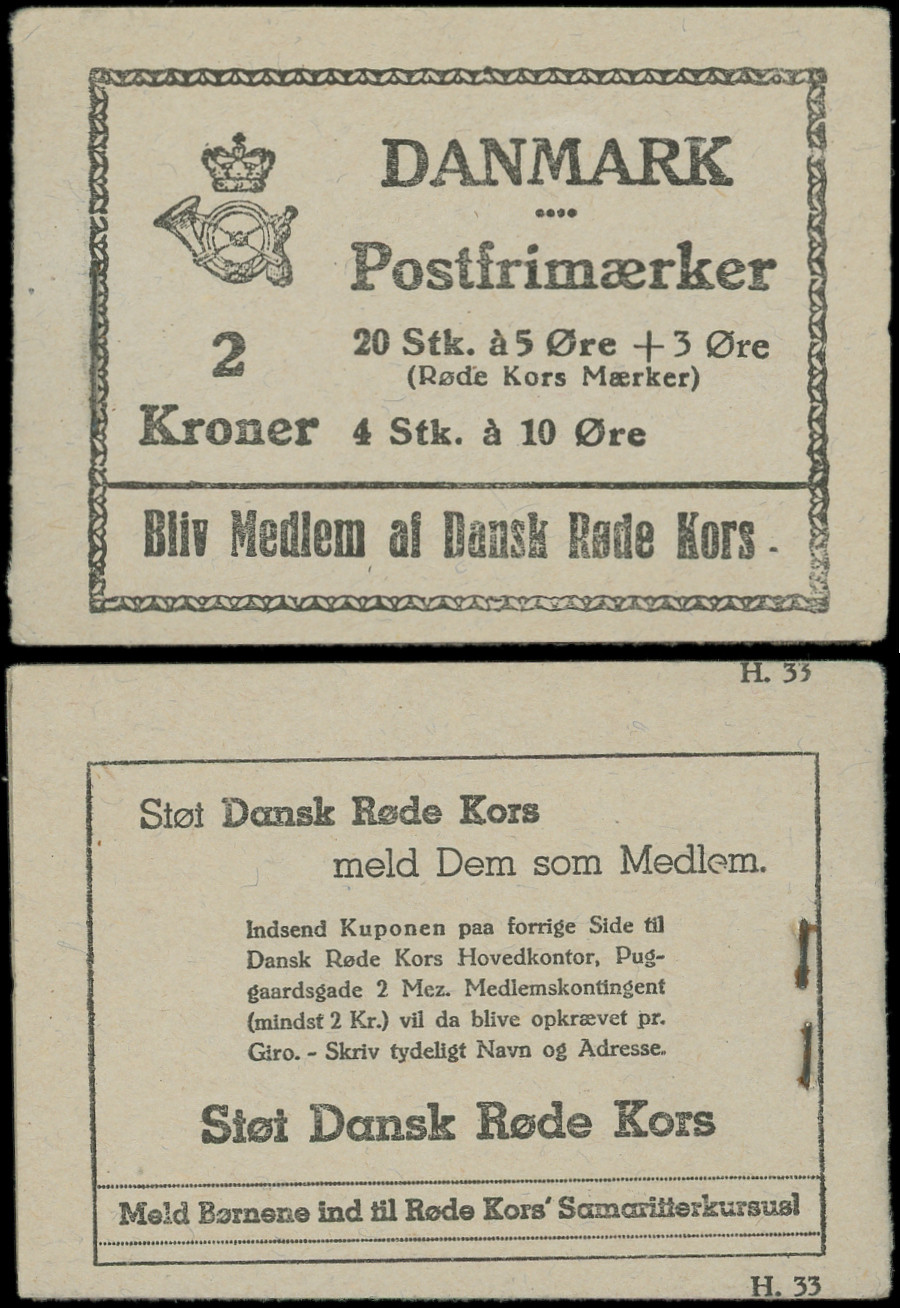 DANMARK
Postfrimærker
2
Kroner
20 Stk. à 5 Øre + 3 Øre
(Røde Kors Mærker)
4 Stk. à 10 Øre
Bliv Medlem af Dansk Røde Kors -
H. 33
Støt Dansk Røde Kors
meld Dem som Medlem.
Indsend Kuponen paa forrige Side til
Dansk Røde Kors Hovedkontor, Pug-
gaardsgade 2 Mez. Medlemskontingent
(mindst 2 Kr.) vil da blive opkrævet pr.
Giro. - Skriv tydeligt Navn og Adresse.
Støt Dansk Røde Kors
Meld Børnene ind til Røde Kors' Samaritterkursus!
H. 33